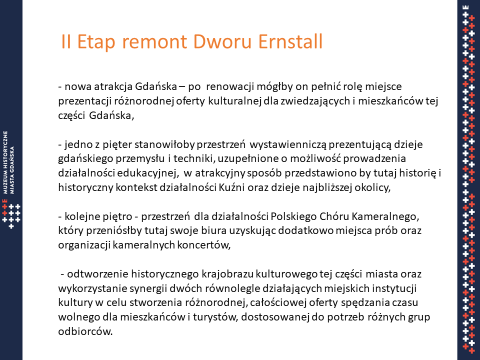 II Etap remont Dworu Ernstall
- nowa atrakcja Gdańska – po renowacji mógłby on pełnić rolę miejsce
prezentacji różnorodnej oferty kulturalnej dla zwiedzających i mieszkańców tej
części Gdańska,
- jedno z pięter stanowiłoby przestrzeń wystawienniczą prezentującą dzieje
gdańskiego przemysłu i techniki, uzupełnione o możliwość prowadzenia
działalności edukacyjnej, w atrakcyjny sposób przedstawiono by tutaj historię i
historyczny kontekst działalności Kuźni oraz dzieje najbliższej okolicy,
- kolejne piętro - przestrzeń dla działalności Polskiego Chóru Kameralnego,
który przeniósłby tutaj swoje biura uzyskując dodatkowo miejsca prób oraz
organizacji kameralnych koncertów,
- odtworzenie historycznego krajobrazu kulturowego tej części miasta oraz
wykorzystanie synergii dwóch równolegle działających miejskich instytucji
kultury w celu stworzenia różnorodnej, całościowej oferty spędzania czasu
wolnego dla mieszkańców i turystów, dostosowanej do potrzeb różnych grup
odbiorców.
MUZEUM HISTORYCZNE
MIASTA GDAŃSKA